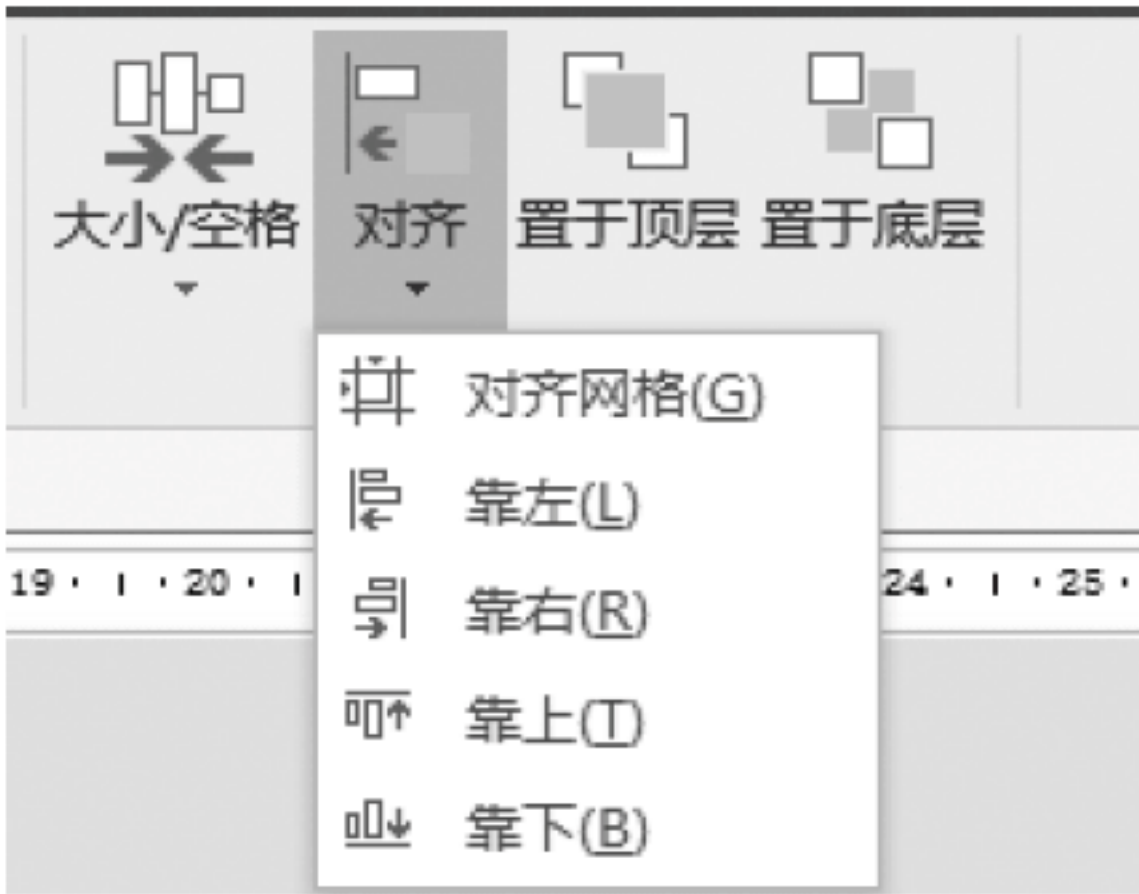 大小/空格 对齐 置于顶层 置于底层
对齐网格(G)
靠左(L)
19 20 24 25
靠右(R)
靠上(T)
靠下(B)